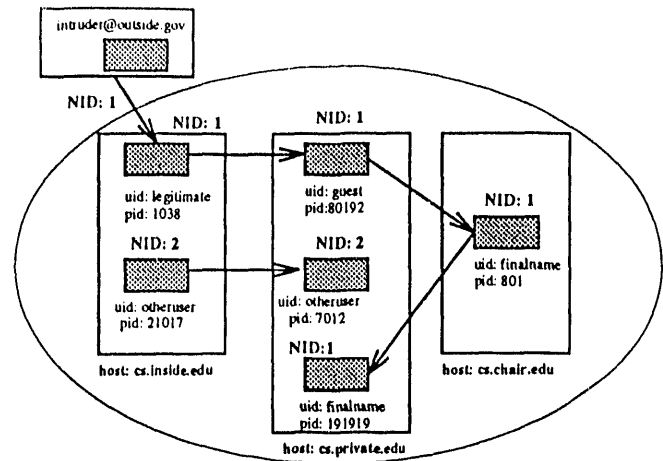 intruder@outside.gov
NID: 1
NID: 1
uid: legitimate
pid: 1038
NID: 2
uid: otheruser
pid: 21017
host: cs.inside.edu
NID: 1
uid: guest
pid:80192
NID: 2
uid: otheruser
pid: 7012
NID:1
uid: finalname
pid: 191919
host: cs.private.edu
NID: 1
uid: finalname
pid: 801
host: cs.chair.edu